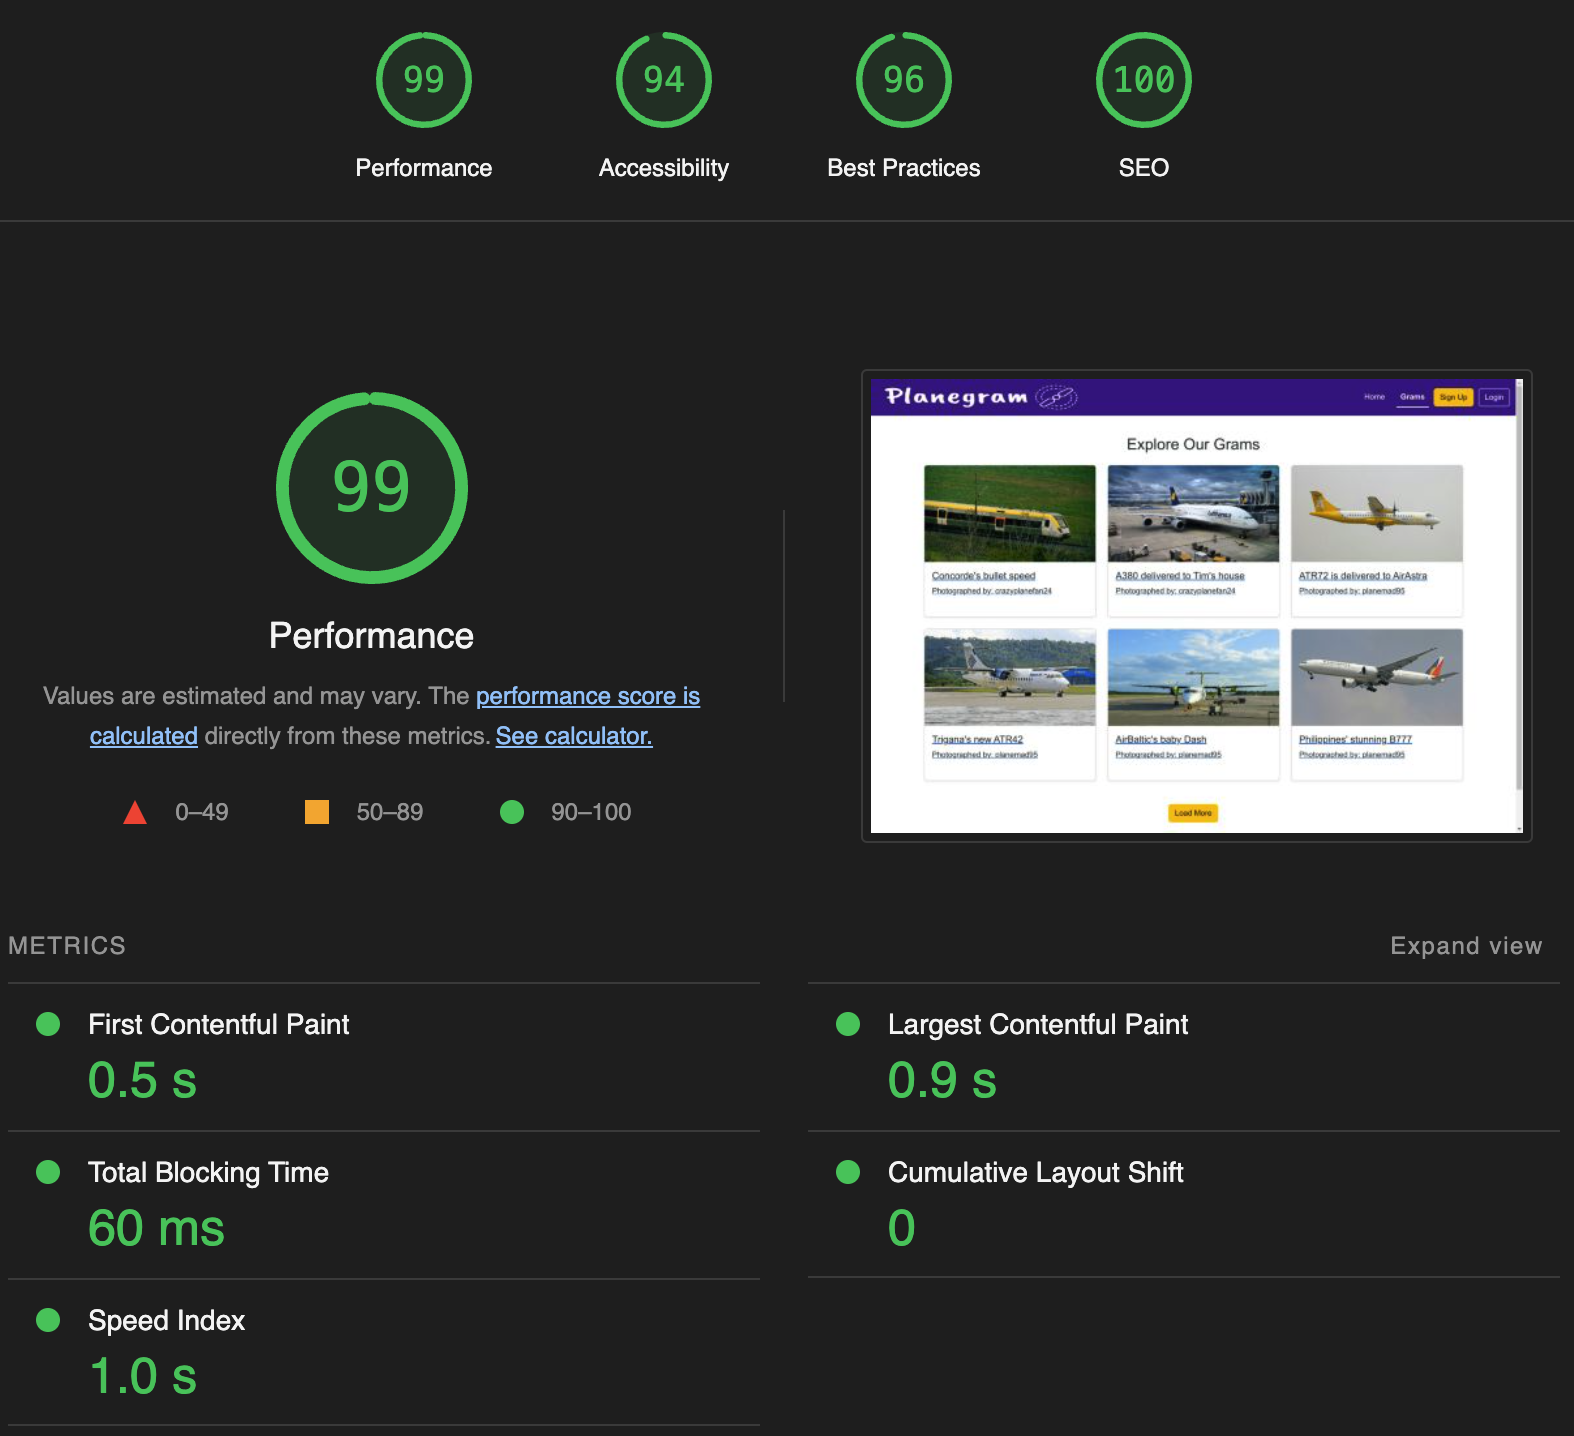 99
94
96
100
Performance
Accessibility
Best Practices
SEO
99
Performance
Values are estimated and may vary. The performance score is
calculated directly from these metrics. See calculator.
0–49
50–89
90–100
Planegram
Home
Grams
Sign Up
Login
Explore Our Grams
Concorde's bullet speed
Photographed by: crazyplanefan24
A380 delivered to Tim's house
Photographed by: crazyplanefan24
ATR72 is delivered to AirAstra
Photographed by: planemad95
Trigana's new ATR42
Photographed by: planemad95
AirBaltic's baby Dash
Photographed by: planemad95
Philippines' stunning B777
Photographed by: planemad95
Load More
METRICS
Expand view
First Contentful Paint
0.5 s
Largest Contentful Paint
0.9 s
Total Blocking Time
60 ms
Cumulative Layout Shift
0
Speed Index
1.0 s